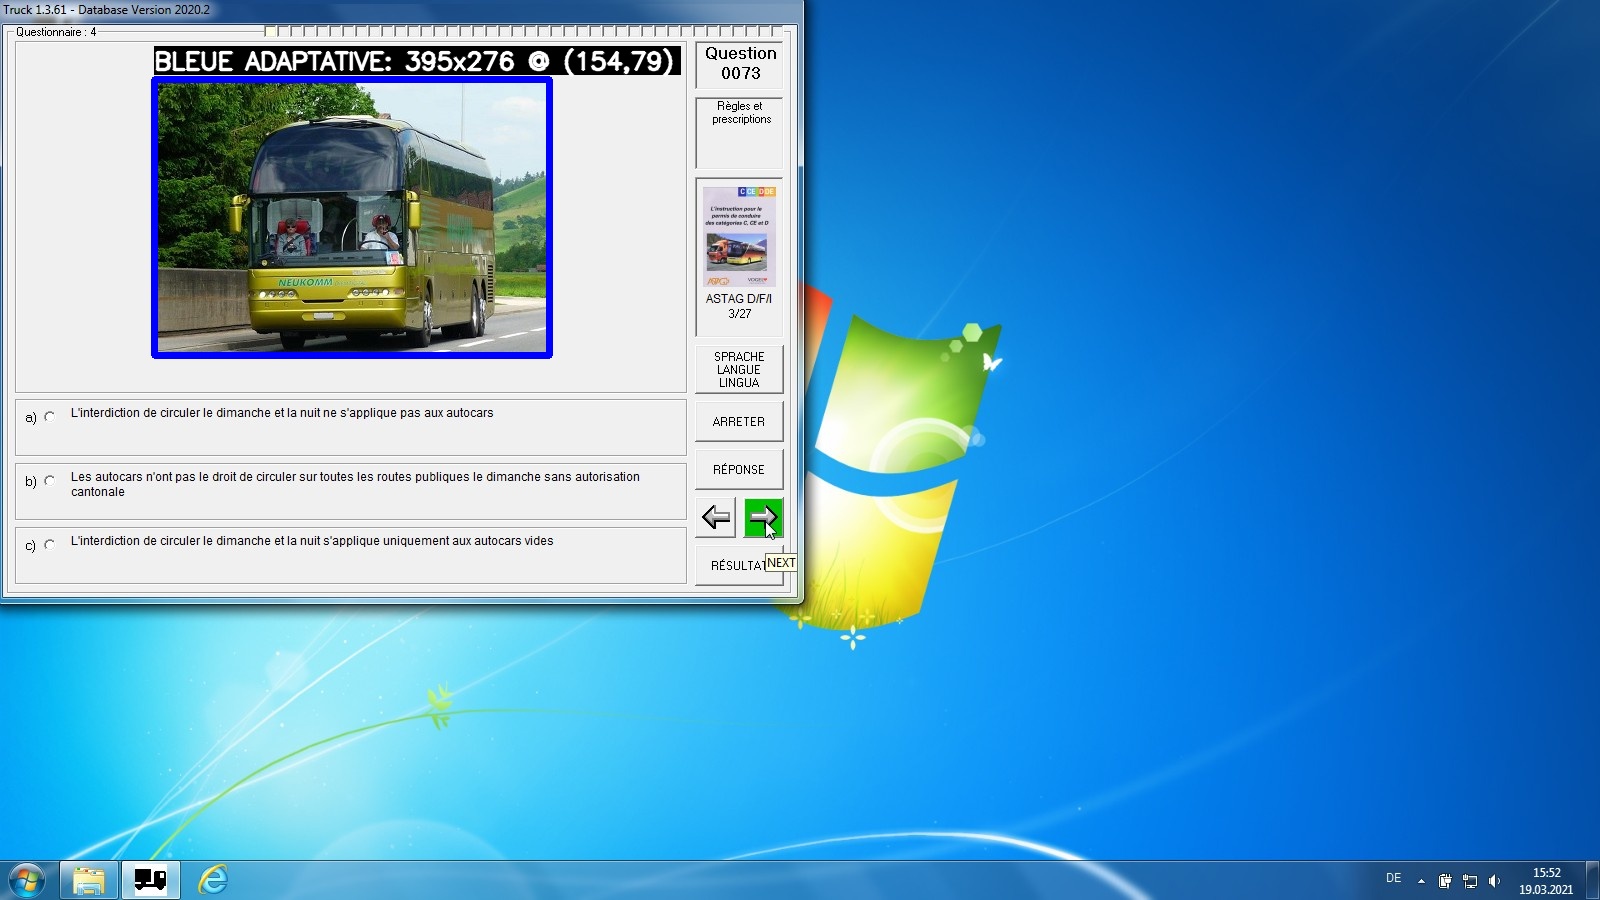 Truck 1.3.61 - Database Version 2020.2
Questionnaire : 4
BLEUE ADAPTATIVE: 395x276 @ (154,79)
NEUKOMM
Question
0073
Règles et
prescriptions
C CE D DE
L'instruction pour le
permis de conduire
des catégories C, CE et D
ASTAG D/F/I
3/27
SPRACHE
LANGUE
LINGUA
a) L'interdiction de circuler le dimanche et la nuit ne s'applique pas aux autocars
ARRETER
b) Les autocars n'ont pas le droit de circuler sur toutes les routes publiques le dimanche sans autorisation
cantonale
RÉPONSE
c) L'interdiction de circuler le dimanche et la nuit s'applique uniquement aux autocars vides
NEXT
RÉSULTAT
DE
15:52
19.03.2021